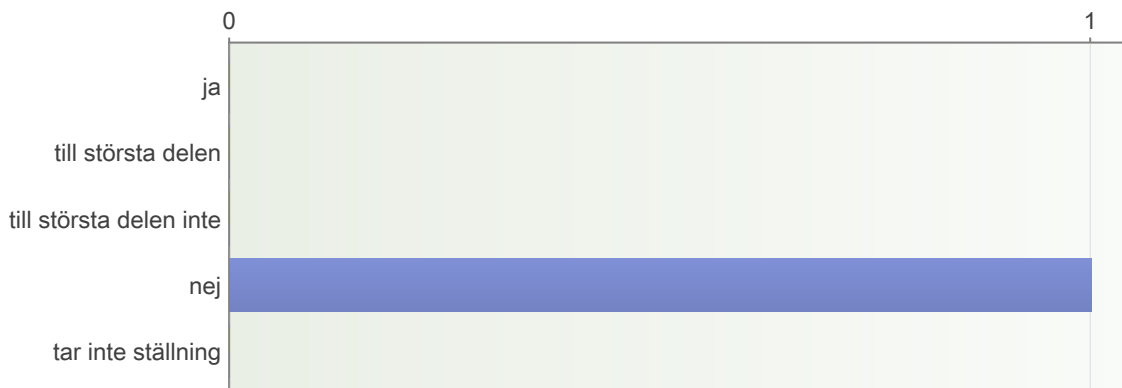 0 1
ja
till största delen
till största delen inte
nej
tar inte ställning